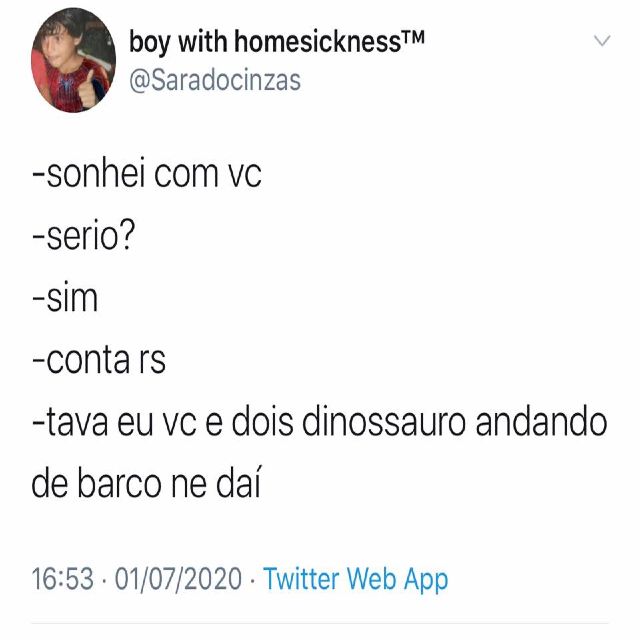 boy with homesickness™
@Saradocinzas
-sonhei com vc
-serio?
-sim
-conta rs
-tava eu vc e dois dinossauro andando
de barco ne daí
16:53 · 01/07/2020 · Twitter Web App